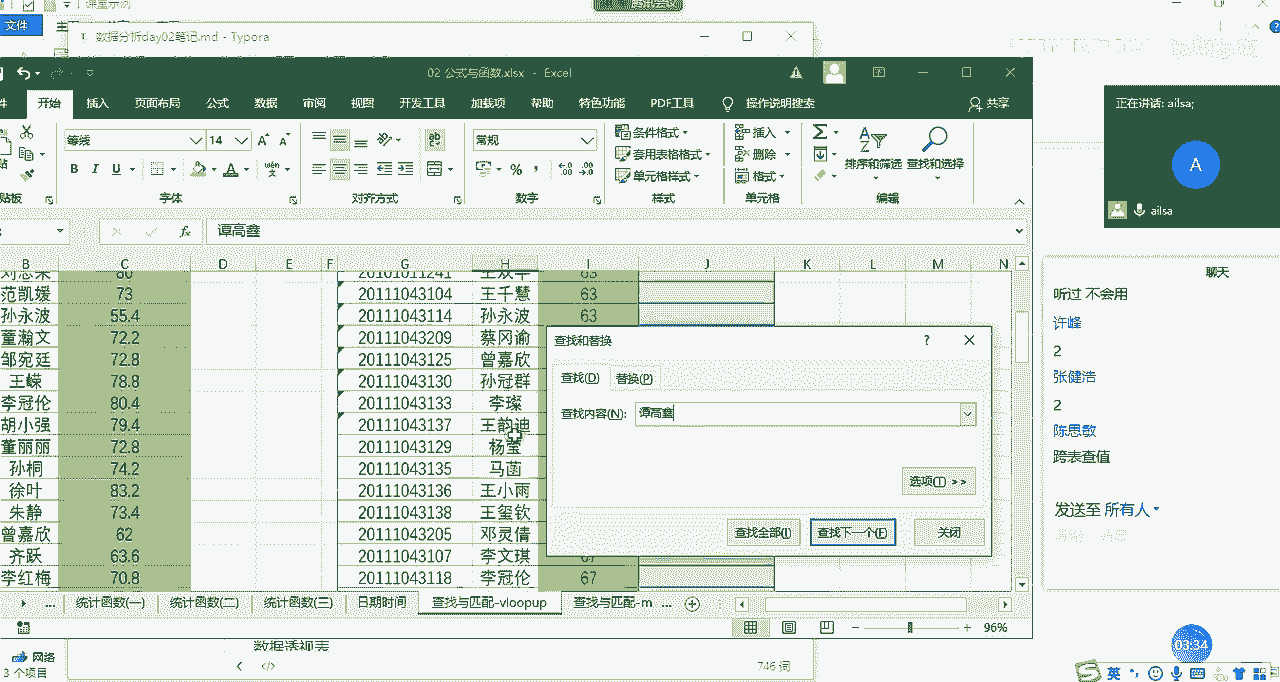 文件
数据分析day02笔记.md - Typora
02 公式与函数.xlsx - Excel
开始 插入 页面布局 公式 数据 审阅 视图 开发工具 加载项 帮助 特色功能 PDF工具 操作说明搜索 共享
等线 14 常规
条件格式 套用表格格式 单元格样式
插入 删除 格式
排序和筛选 查找和选择
字体 对齐方式 数字 样式 单元格 编辑
谭高鑫
B C D E F G H I J K L M N
范凯媛 73 20111043104 王千慧 63
孙永波 55.4 20111043114 孙永波 63
董瀚文 72.2 20111043209 蔡冈谕
邹宛廷 72.8 20111043125 曾嘉欣
王嵘 78.8 20111043130 孙冠群
李冠伦 80.4 20111043133 李璨
胡小强 79.4 20111043137 王韵迪
董丽丽 72.8 20111043129 杨莹
孙桐 74.2 20111043135 马菡
徐叶 83.2 20111043136 王小雨
朱静 73.4 20111043138 王玺钦
曾嘉欣 62 20111043205 邓灵倩
齐跃 63.6 20111043107 李文琪 67
李红梅 70.8 20111043118 李冠伦 67
查找和替换 ?
查找(D) 替换(P)
查找内容(N): 谭高鑫
选项(T) >>
查找全部(I) 查找下一个(F) 关闭
... 统计函数(一) 统计函数(二) 统计函数(三) 日期时间 查找与匹配-vloopup 查找与匹配-m ...
96%
数据透视表
746 词
网络
3 个项目
正在讲话: ailsa;
A
ailsa
聊天
听过 不会用
许峰
2
张健浩
2
陈思敏
跨表查值
发送至 所有人
03:34
英